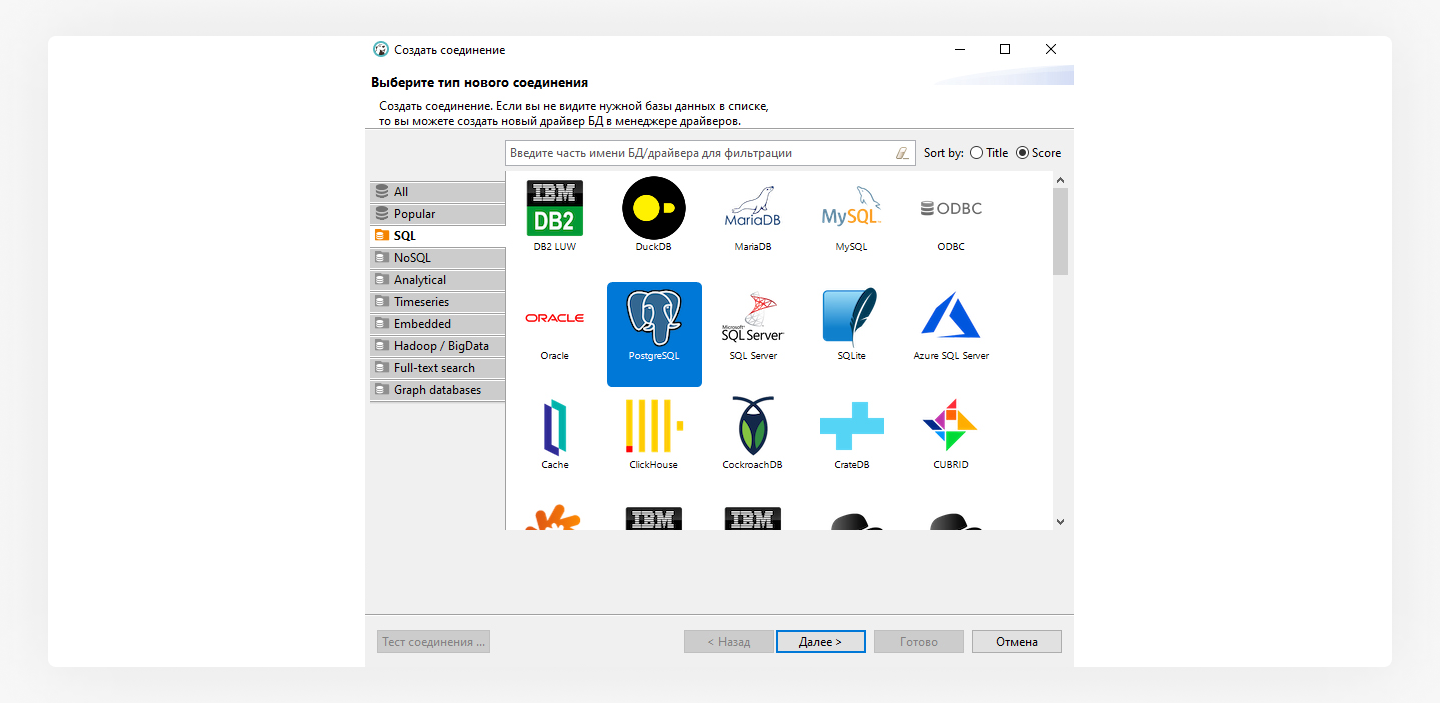 Создать соединение
Выберите тип нового соединения
Создать соединение. Если вы не видите нужной базы данных в списке,
то вы можете создать новый драйвер БД в менеджере драйверов.
Введите часть имени БД/драйвера для фильтрации
Sort by: Title Score
All
Popular
SQL
NoSQL
Analytical
Timeseries
Embedded
Hadoop / BigData
Full-text search
Graph databases
IBM DB2
MariaDB
MySQL
ODBC
DB2 LUW
DuckDB
MariaDB
MySQL
ODBC
ORACLE
Microsoft SQL Server
Oracle
PostgreSQL
SQL Server
SQLite
Azure SQL Server
Cache
ClickHouse
CockroachDB
CrateDB
CUBRID
IBM
IBM
Тест соединения ...
< Назад
Далее >
Готово
Отмена